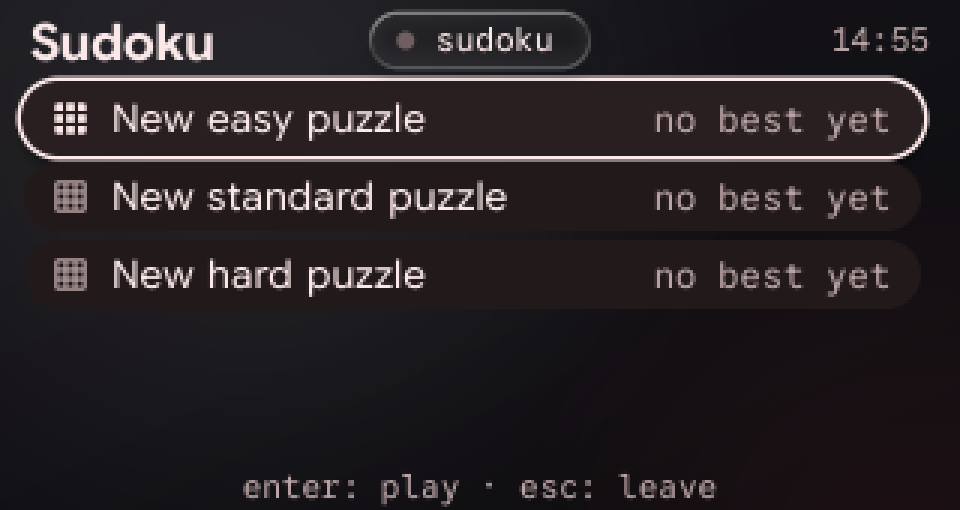 Sudoku sudoku 14:55
New easy puzzle no best yet
New standard puzzle no best yet
New hard puzzle no best yet
enter: play · esc: leave